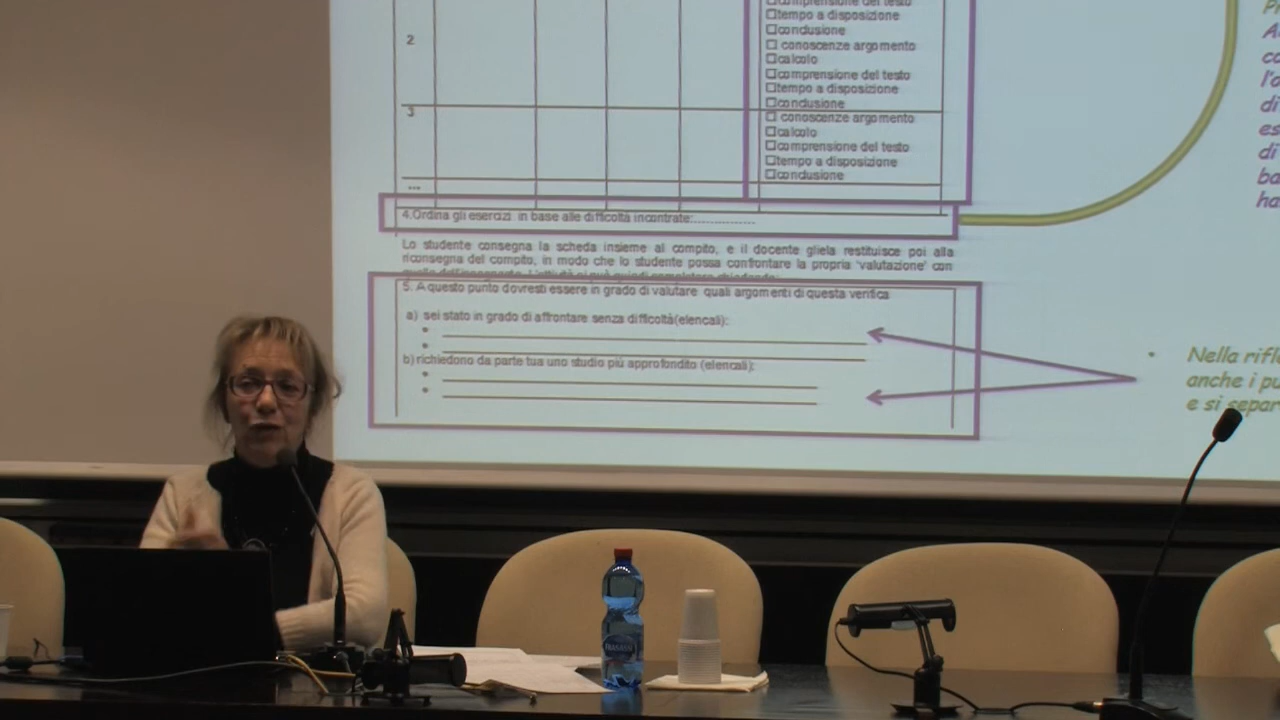 comprensione del testo
☐tempo a disposizione
☐conclusione
2
☐ conoscenze argomento
☐calcolo
☐comprensione del testo
☐tempo a disposizione
☐conclusione
3
☐ conoscenze argomento
☐calcolo
☐comprensione del testo
☐tempo a disposizione
☐conclusione
...
4.Ordina gli esercizi in base alle difficoltà incontrate:................
Lo studente consegna la scheda insieme al compito, e il docente gliela restituisce poi alla
riconsegna del compito, in modo che lo studente possa confrontare la propria 'valutazione' con
5. A questo punto dovresti essere in grado di valutare quali argomenti di questa verifica
a) sei stato in grado di affrontare senza difficoltà(elencali):
b) richiedono da parte tua uno studio più approfondito (elencali):
l'o
di
es
di
ba
ha
• Nella rifl
anche i pu
e si separ